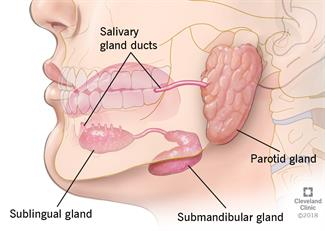 Salivary
gland ducts
Parotid gland
Sublingual gland
Submandibular gland
Cleveland
Clinic
©2018